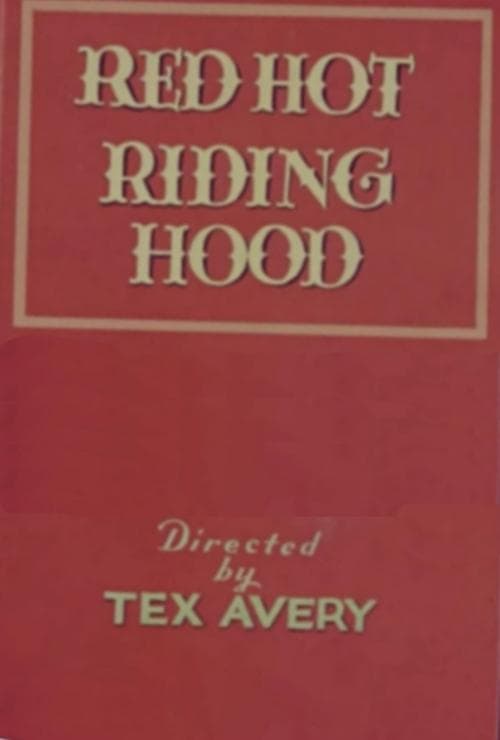 RED HOT
RIDING
HOOD
Directed
by
TEX AVERY